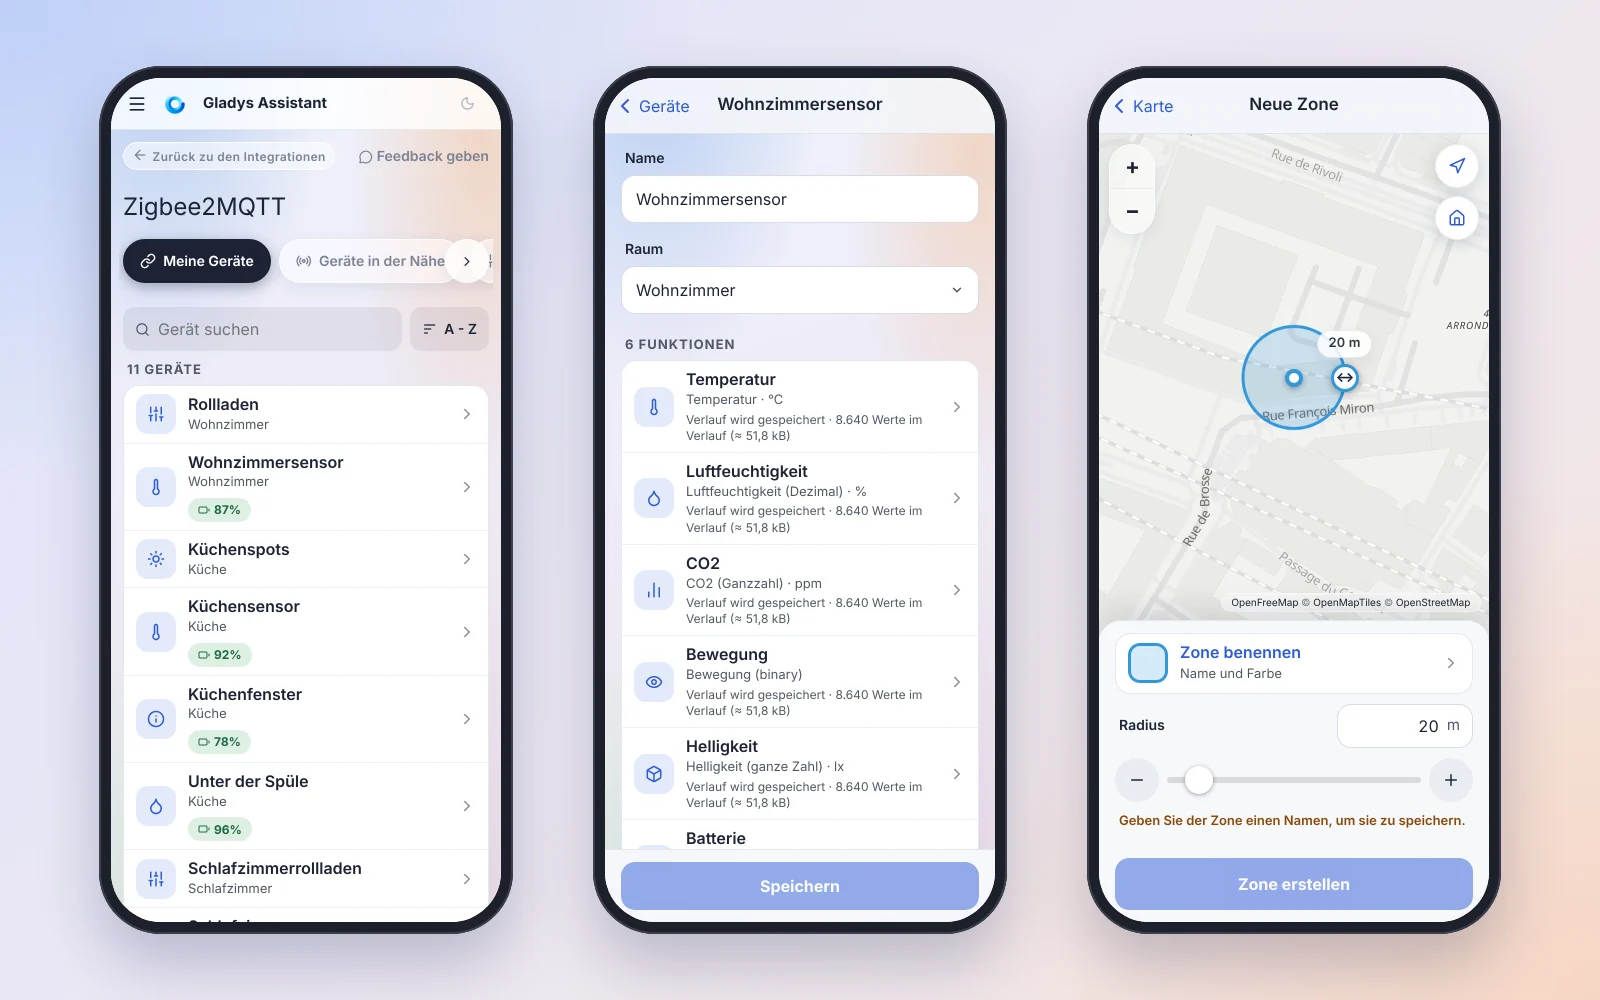 Gladys Assistant
Zurück zu den Integrationen
Feedback geben
Zigbee2MQTT
Meine Geräte
Geräte in der Nähe
Gerät suchen
A - Z
11 GERÄTE
Rollladen
Wohnzimmer
Wohnzimmersensor
Wohnzimmer
87%
Küchenspots
Küche
Küchensensor
Küche
92%
Küchenfenster
Küche
78%
Unter der Spüle
Küche
96%
Schlafzimmerrollladen
Schlafzimmer
Geräte
Wohnzimmersensor
Name
Wohnzimmersensor
Raum
Wohnzimmer
6 FUNKTIONEN
Temperatur
Temperatur · °C
Verlauf wird gespeichert · 8.640 Werte im
Verlauf (≈ 51,8 kB)
Luftfeuchtigkeit
Luftfeuchtigkeit (Dezimal) · %
Verlauf wird gespeichert · 8.640 Werte im
Verlauf (≈ 51,8 kB)
CO2
CO2 (Ganzzahl) · ppm
Verlauf wird gespeichert · 8.640 Werte im
Verlauf (≈ 51,8 kB)
Bewegung
Bewegung (binary)
Verlauf wird gespeichert · 8.640 Werte im
Verlauf (≈ 51,8 kB)
Helligkeit
Helligkeit (ganze Zahl) · lx
Verlauf wird gespeichert · 8.640 Werte im
Verlauf (≈ 51,8 kB)
Batterie
Speichern
Karte
Neue Zone
Rue de Rivoli
ARROND
20 m
Rue François Miron
Rue de Brosse
Passage du
OpenFreeMap © OpenMapTiles © OpenStreetMap
Zone benennen
Name und Farbe
Radius
20 m
Geben Sie der Zone einen Namen, um sie zu speichern.
Zone erstellen